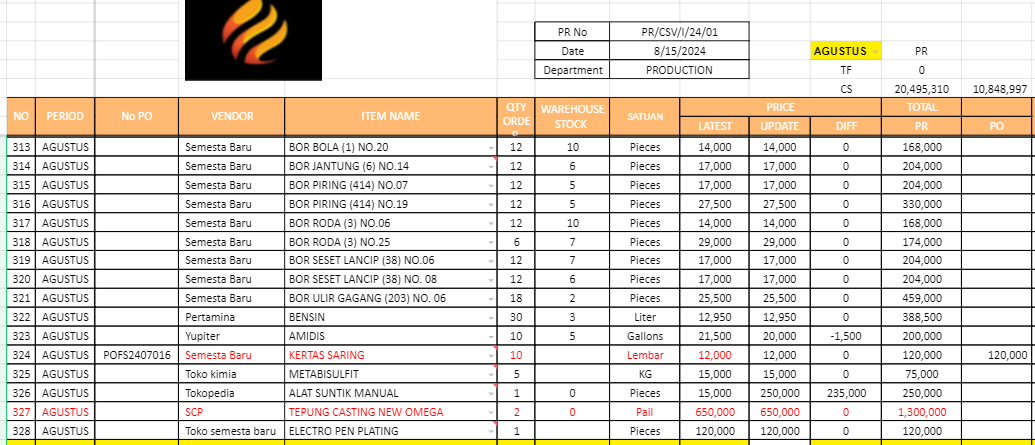 PR No PR/CSV/I/24/01
Date 8/15/2024 AGUSTUS PR
Department PRODUCTION TF 0
CS 20,495,310 10,848,997
NO PERIOD No PO VENDOR ITEM NAME QTY ORDER WAREHOUSE STOCK SATUAN PRICE TOTAL
LATEST UPDATE DIFF PR PO
313 AGUSTUS Semesta Baru BOR BOLA (1) NO.20 12 10 Pieces 14,000 14,000 0 168,000
314 AGUSTUS Semesta Baru BOR JANTUNG (6) NO.14 12 6 Pieces 17,000 17,000 0 204,000
315 AGUSTUS Semesta Baru BOR PIRING (414) NO.07 12 5 Pieces 17,000 17,000 0 204,000
316 AGUSTUS Semesta Baru BOR PIRING (414) NO.19 12 5 Pieces 27,500 27,500 0 330,000
317 AGUSTUS Semesta Baru BOR RODA (3) NO.06 12 10 Pieces 14,000 14,000 0 168,000
318 AGUSTUS Semesta Baru BOR RODA (3) NO.25 6 7 Pieces 29,000 29,000 0 174,000
319 AGUSTUS Semesta Baru BOR SESET LANCIP (38) NO.06 12 7 Pieces 17,000 17,000 0 204,000
320 AGUSTUS Semesta Baru BOR SESET LANCIP (38) NO. 08 12 6 Pieces 17,000 17,000 0 204,000
321 AGUSTUS Semesta Baru BOR ULIR GAGANG (203) NO. 06 18 2 Pieces 25,500 25,500 0 459,000
322 AGUSTUS Pertamina BENSIN 30 3 Liter 12,950 12,950 0 388,500
323 AGUSTUS Yupiter AMIDIS 10 5 Gallons 21,500 20,000 -1,500 200,000
324 AGUSTUS POFS2407016 Semesta Baru KERTAS SARING 10 Lembar 12,000 12,000 0 120,000 120,000
325 AGUSTUS Toko kimia METABISULFIT 5 KG 15,000 15,000 0 75,000
326 AGUSTUS Tokopedia ALAT SUNTIK MANUAL 1 0 Pieces 15,000 250,000 235,000 250,000
327 AGUSTUS SCP TEPUNG CASTING NEW OMEGA 2 0 Pail 650,000 650,000 0 1,300,000
328 AGUSTUS Toko semesta baru ELECTRO PEN PLATING 1 Pieces 120,000 120,000 0 120,000